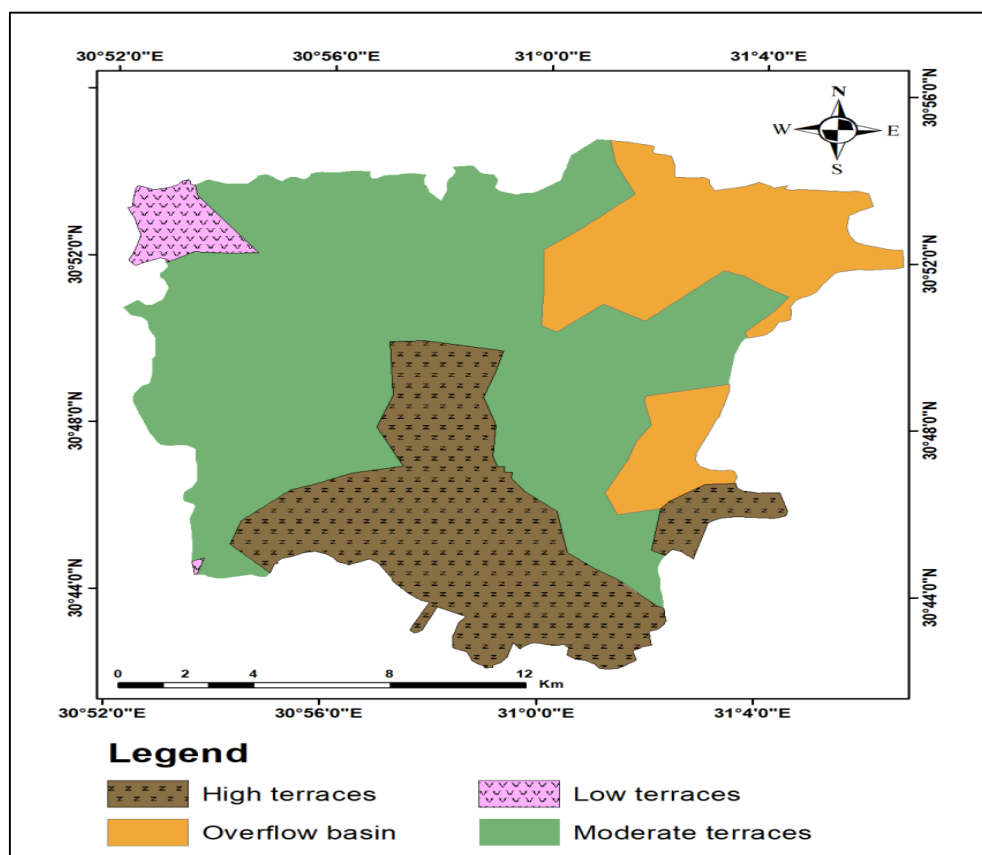 30°52'0"E 30°56'0"E 31°0'0"E 31°4'0"E
30°56'0"N
N
W E
S
30°52'0"N 30°52'0"N
30°48'0"N 30°48'0"N
30°44'0"N 30°44'0"N
0 2 4 8 12
Km
30°52'0"E 30°56'0"E 31°0'0"E 31°4'0"E
Legend
High terraces Low terraces
Overflow basin Moderate terraces